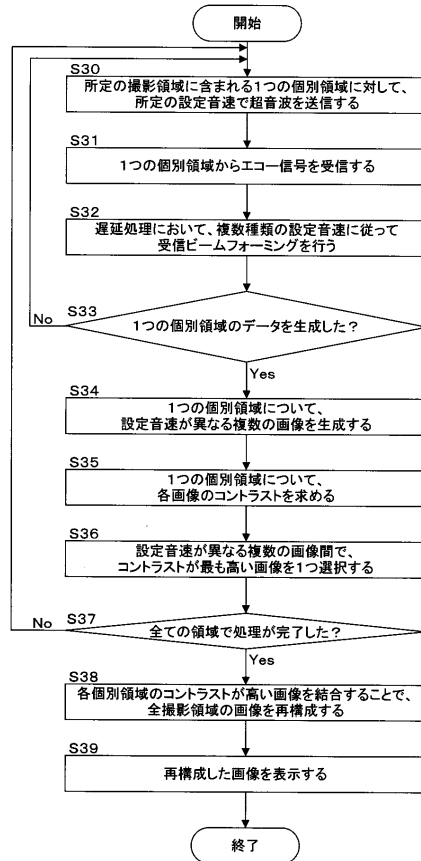 開始
S30
所定の撮影領域に含まれる1つの個別領域に対して、
所定の設定音速で超音波を送信する
S31
1つの個別領域からエコー信号を受信する
S32
遅延処理において、複数種類の設定音速に従って
受信ビームフォーミングを行う
S33
No
1つの個別領域のデータを生成した？
Yes
S34
1つの個別領域について、
設定音速が異なる複数の画像を生成する
S35
1つの個別領域について、
各画像のコントラストを求める
S36
設定音速が異なる複数の画像間で、
コントラストが最も高い画像を1つ選択する
S37
No
全ての領域で処理が完了した？
Yes
S38
各個別領域のコントラストが高い画像を結合することで、
全撮影領域の画像を再構成する
S39
再構成した画像を表示する
終了